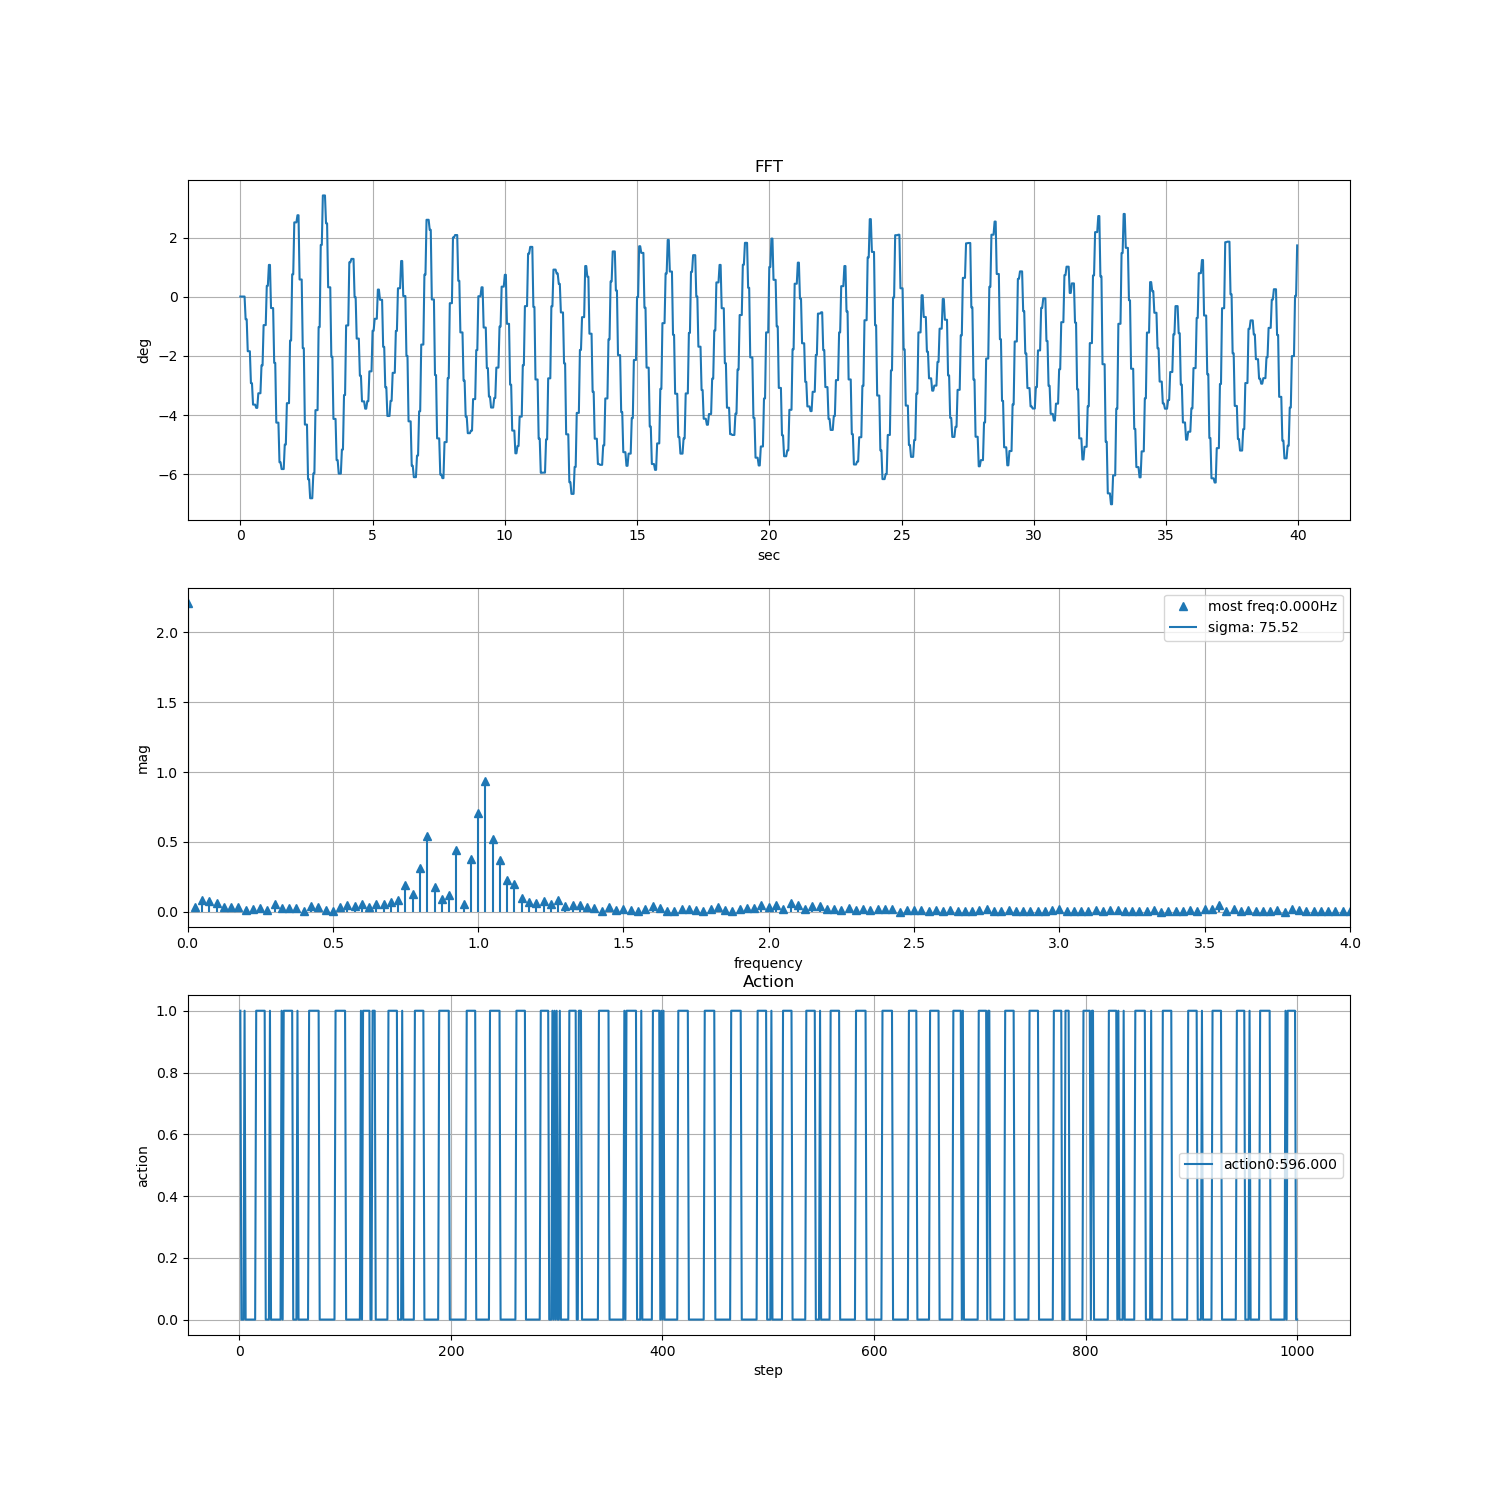 FFT
2
0
−2
−4
−6
deg
0 5 10 15 20 25 30 35 40
sec
most freq:0.000Hz
sigma: 75.52
2.0
1.5
1.0
0.5
0.0
mag
0.0 0.5 1.0 1.5 2.0 2.5 3.0 3.5 4.0
frequency
Action
1.0
0.8
0.6
0.4
0.2
0.0
action
action0:596.000
0 200 400 600 800 1000
step